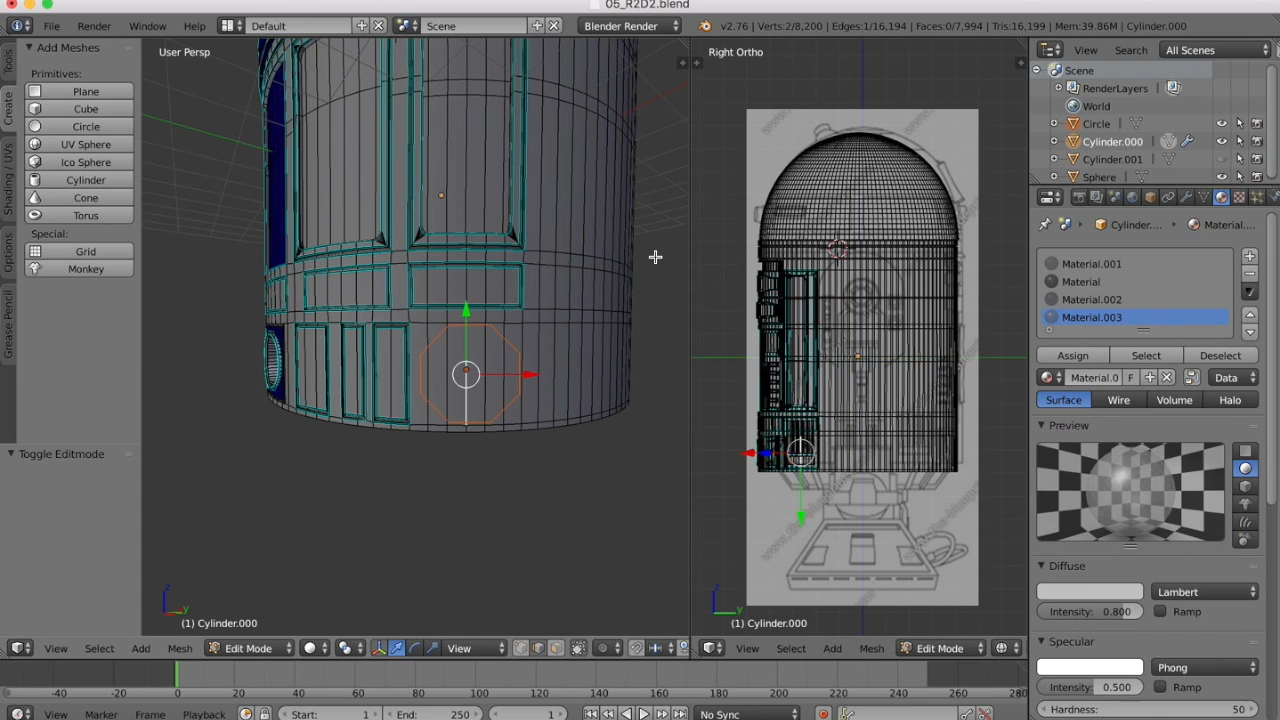 05_R2D2.blend
File Render Window Help Default Scene Blender Render v2.76 | Verts:2/8,200 | Edges:1/16,194 | Faces:0/7,994 | Tris:16,199 | Mem:39.86M | Cylinder.000
Tools
Create
Shading / UVs
Options
Grease Pencil
Add Meshes
Primitives:
Plane
Cube
Circle
UV Sphere
Ico Sphere
Cylinder
Cone
Torus
Special:
Grid
Monkey
Toggle Editmode
User Persp
(1) Cylinder.000
View Select Add Mesh Edit Mode View
Right Ortho
(1) Cylinder.000
View Select Add Mesh Edit Mode
View Search All Scenes
Scene
RenderLayers
World
Circle
Cylinder.000
Cylinder.001
Sphere
Cylinder.... Material....
Material.001
Material
Material.002
Material.003
Assign Select Deselect
Material.0 F Data
Surface Wire Volume Halo
Preview
Diffuse
Lambert
Intensity: 0.800 Ramp
Specular
Phong
Intensity: 0.500 Ramp
Hardness: 50
-40 -20 0 20 40 60 80 100 120 140 160 180 200 220 240 260 280
View Marker Frame Playback Start: 1 End: 250 1 No Sync